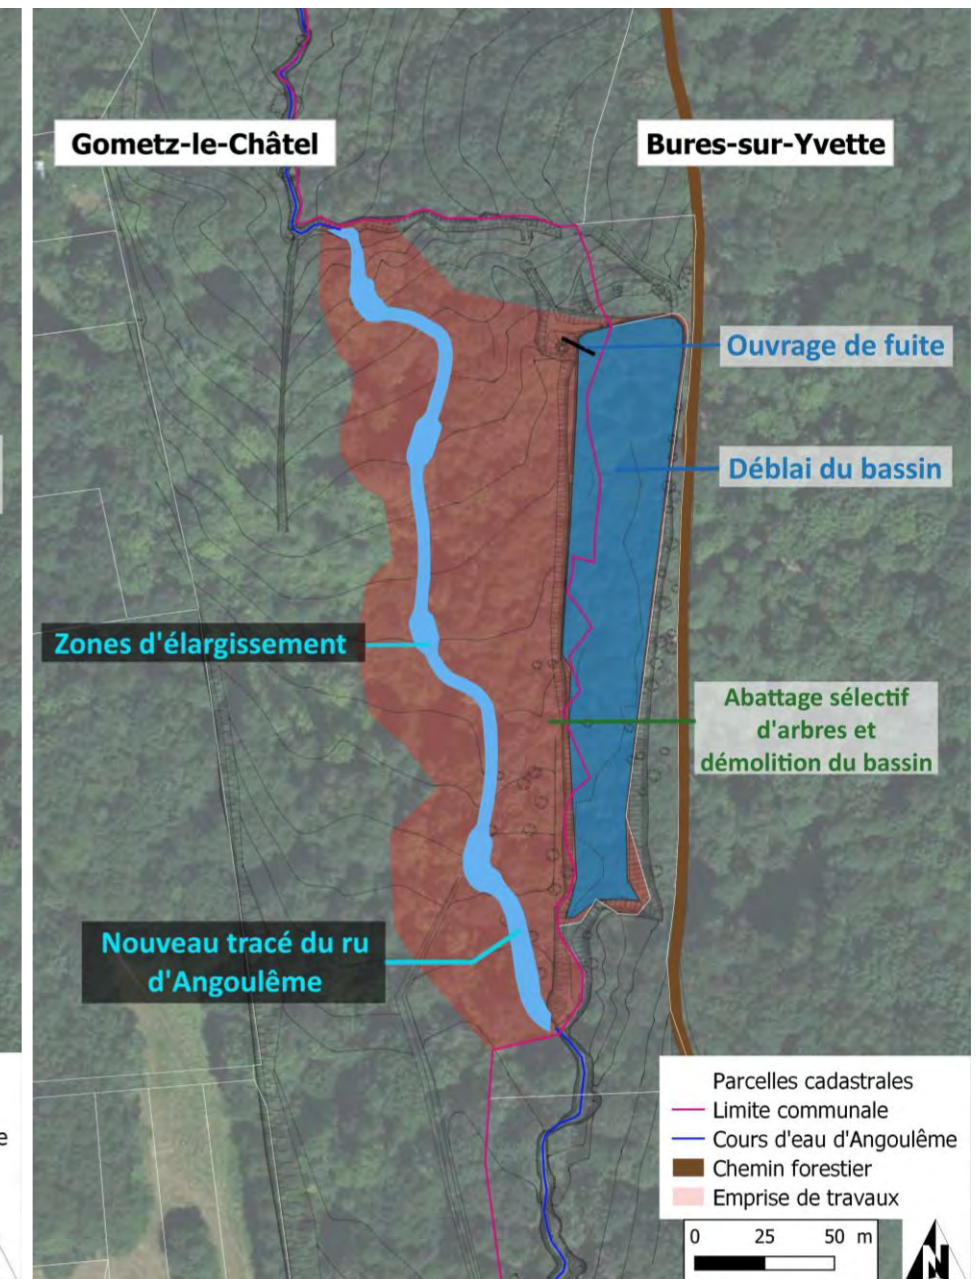 Gometz-le-Châtel
Bures-sur-Yvette
Ouvrage de fuite
Déblai du bassin
Zones d'élargissement
Abattage sélectif
d'arbres et
démolition du bassin
Nouveau tracé du ru
d'Angoulême
e
Parcelles cadastrales
Limite communale
Cours d'eau d'Angoulême
Chemin forestier
Emprise de travaux
0 25 50 m
N